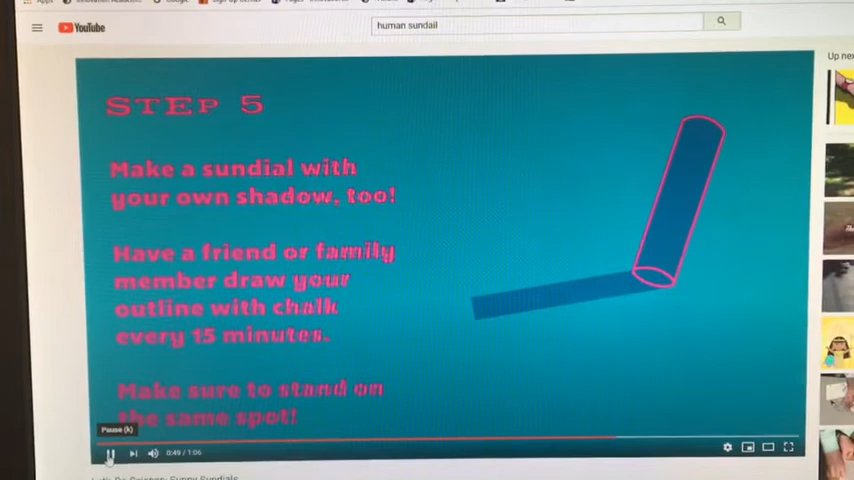 YouTube
human sundail
Up nex
STEP 5
Make a sundial with
your own shadow, too!
Have a friend or family
member draw your
outline with chalk
every 15 minutes.
Make sure to stand on
the same spot!
Pause (k)
0:49 / 1:06